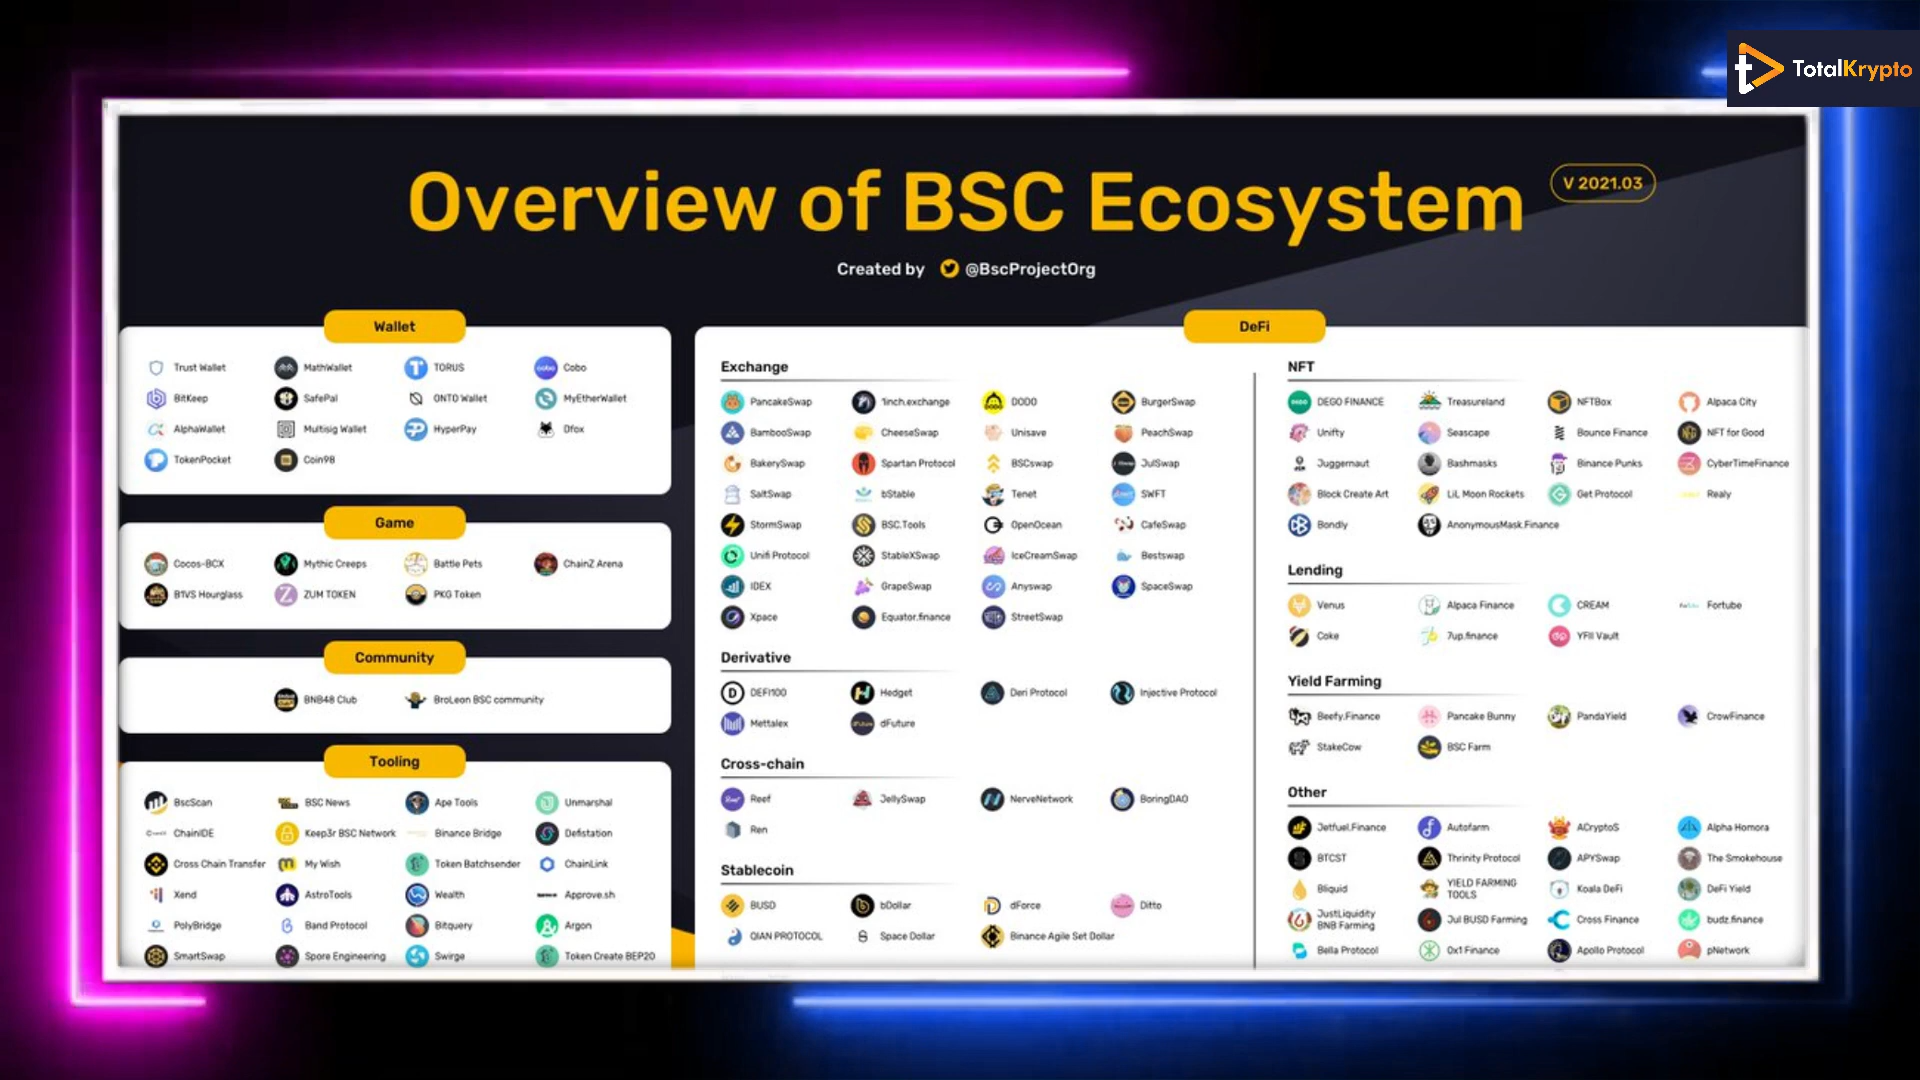 TotalKrypto
Overview of BSC Ecosystem
V 2021.03
Created by @BscProjectOrg
Wallet
Trust Wallet MathWallet TORUS Cobo
BitKeep SafePal ONTO Wallet MyEtherWallet
AlphaWallet Multisig Wallet HyperPay Dfox
TokenPocket Coin98
Game
Cocos-BCX Mythic Creeps Battle Pets ChainZ Arena
B1VS Hourglass ZUM TOKEN PKG Token
Community
BNB48 Club BroLeon BSC community
Tooling
BscScan BSC News Ape Tools Unmarshal
ChainIDE Keep3r BSC Network Binance Bridge Defistation
Cross Chain Transfer My Wish Token Batchsender ChainLink
Xend AstroTools Wealth Approve.sh
PolyBridge Band Protocol Bitquery Argon
SmartSwap Spore Engineering Swirge Token Create BEP20
DeFi
Exchange
PancakeSwap 1inch.exchange DODO BurgerSwap
BambooSwap CheeseSwap Unisave PeachSwap
BakerySwap Spartan Protocol BSCswap JulSwap
SaltSwap bStable Tenet SWFT
StormSwap BSC.Tools OpenOcean CafeSwap
Unifi Protocol StableXSwap IceCreamSwap Bestswap
IDEX GrapeSwap Anyswap SpaceSwap
Xpace Equator.finance StreetSwap
Derivative
DEFI100 Hedget Deri Protocol Injective Protocol
Mettalex dFuture
Cross-chain
Reef JellySwap NerveNetwork BoringDAO
Ren
Stablecoin
BUSD bDollar dForce Ditto
QIAN PROTOCOL Space Dollar Binance Agile Set Dollar
NFT
DEGO FINANCE Treasureland NFTBox Alpaca City
Unifty Seascape Bounce Finance NFT for Good
Juggernaut Bashmasks Binance Punks CyberTimeFinance
Block Create Art LiL Moon Rockets Get Protocol Realy
Bondly AnonymousMask.Finance
Lending
Venus Alpaca Finance CREAM Fortube
Coke 7up.finance YFII Vault
Yield Farming
Beefy.Finance Pancake Bunny PandaYield CrowFinance
StakeCow BSC Farm
Other
Jetfuel.Finance Autofarm ACryptoS Alpha Homora
BTCST Thrinity Protocol APYSwap The Smokehouse
Bliquid YIELD FARMING TOOLS Koala DeFi DeFi Yield
JustLiquidity BNB Farming Jul BUSD Farming Cross Finance budz.finance
Bella Protocol 0x1 Finance Apollo Protocol pNetwork